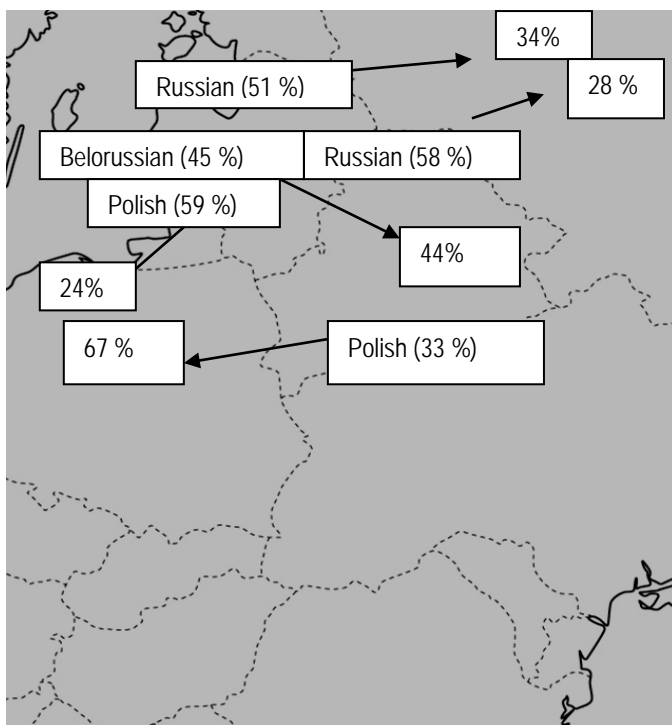 34%
Russian (51 %)
28 %
Belorussian (45 %)
Russian (58 %)
Polish (59 %)
44%
24%
67 %
Polish (33 %)